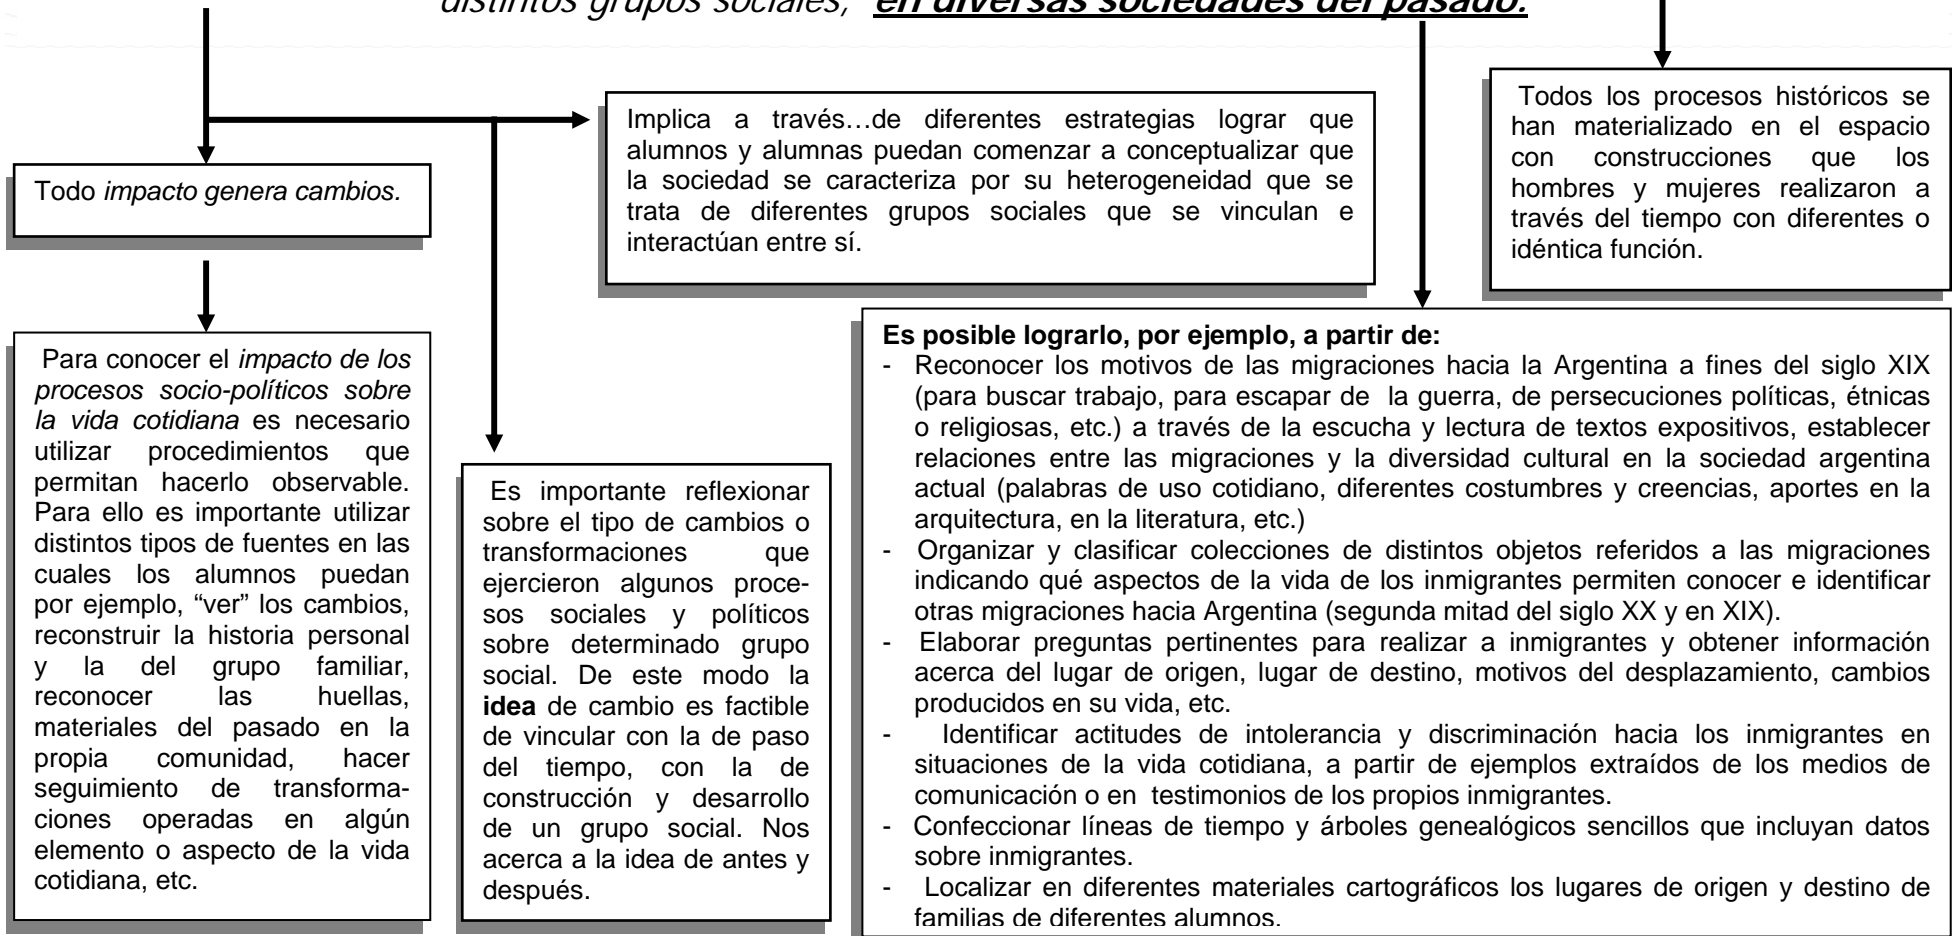 distintos grupos sociales, en diversas sociedades del pasado.
Todo impacto genera cambios.
Implica a través…de diferentes estrategias lograr que
alumnos y alumnas puedan comenzar a conceptualizar que
la sociedad se caracteriza por su heterogeneidad que se
trata de diferentes grupos sociales que se vinculan e
interactúan entre sí.
Todos los procesos históricos se
han materializado en el espacio
con construcciones que los
hombres y mujeres realizaron a
través del tiempo con diferentes o
idéntica función.
Para conocer el impacto de los
procesos socio-políticos sobre
la vida cotidiana es necesario
utilizar procedimientos que
permitan hacerlo observable.
Para ello es importante utilizar
distintos tipos de fuentes en las
cuales los alumnos puedan
por ejemplo, “ver” los cambios,
reconstruir la historia personal
y la del grupo familiar,
reconocer las huellas,
materiales del pasado en la
propia comunidad, hacer
seguimiento de transforma-
ciones operadas en algún
elemento o aspecto de la vida
cotidiana, etc.
Es importante reflexionar
sobre el tipo de cambios o
transformaciones que
ejercieron algunos proce-
sos sociales y políticos
sobre determinado grupo
social. De este modo la
idea de cambio es factible
de vincular con la de paso
del tiempo, con la de
construcción y desarrollo
de un grupo social. Nos
acerca a la idea de antes y
después.
Es posible lograrlo, por ejemplo, a partir de:
- Reconocer los motivos de las migraciones hacia la Argentina a fines del siglo XIX
(para buscar trabajo, para escapar de la guerra, de persecuciones políticas, étnicas
o religiosas, etc.) a través de la escucha y lectura de textos expositivos, establecer
relaciones entre las migraciones y la diversidad cultural en la sociedad argentina
actual (palabras de uso cotidiano, diferentes costumbres y creencias, aportes en la
arquitectura, en la literatura, etc.)
- Organizar y clasificar colecciones de distintos objetos referidos a las migraciones
indicando qué aspectos de la vida de los inmigrantes permiten conocer e identificar
otras migraciones hacia Argentina (segunda mitad del siglo XX y en XIX).
- Elaborar preguntas pertinentes para realizar a inmigrantes y obtener información
acerca del lugar de origen, lugar de destino, motivos del desplazamiento, cambios
producidos en su vida, etc.
- Identificar actitudes de intolerancia y discriminación hacia los inmigrantes en
situaciones de la vida cotidiana, a partir de ejemplos extraídos de los medios de
comunicación o en testimonios de los propios inmigrantes.
- Confeccionar líneas de tiempo y árboles genealógicos sencillos que incluyan datos
sobre inmigrantes.
- Localizar en diferentes materiales cartográficos los lugares de origen y destino de
familias de diferentes alumnos.